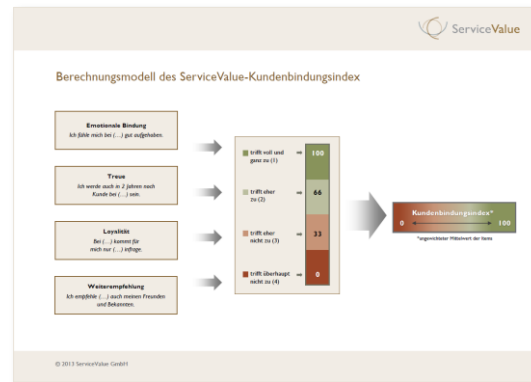 ServiceValue
Berechnungsmodell des ServiceValue-Kundenbindungsindex
Emotionale Bindung
Ich fühle mich bei (...) gut aufgehoben.
Treue
Ich werde auch in 2 Jahren noch
Kunde bei (...) sein.
Loyalität
Bei (...) kommt für
mich nur (...) infrage.
Weiterempfehlung
Ich empfehle (...) auch meinen Freunden
und Bekannten.
trifft voll und
ganz zu (1)
100
trifft eher
zu (2)
66
trifft eher
nicht zu (3)
33
trifft überhaupt
nicht zu (4)
0
Kundenbindungsindex*
0 100
*ungewichteter Mittelwert der Items
© 2013 ServiceValue GmbH